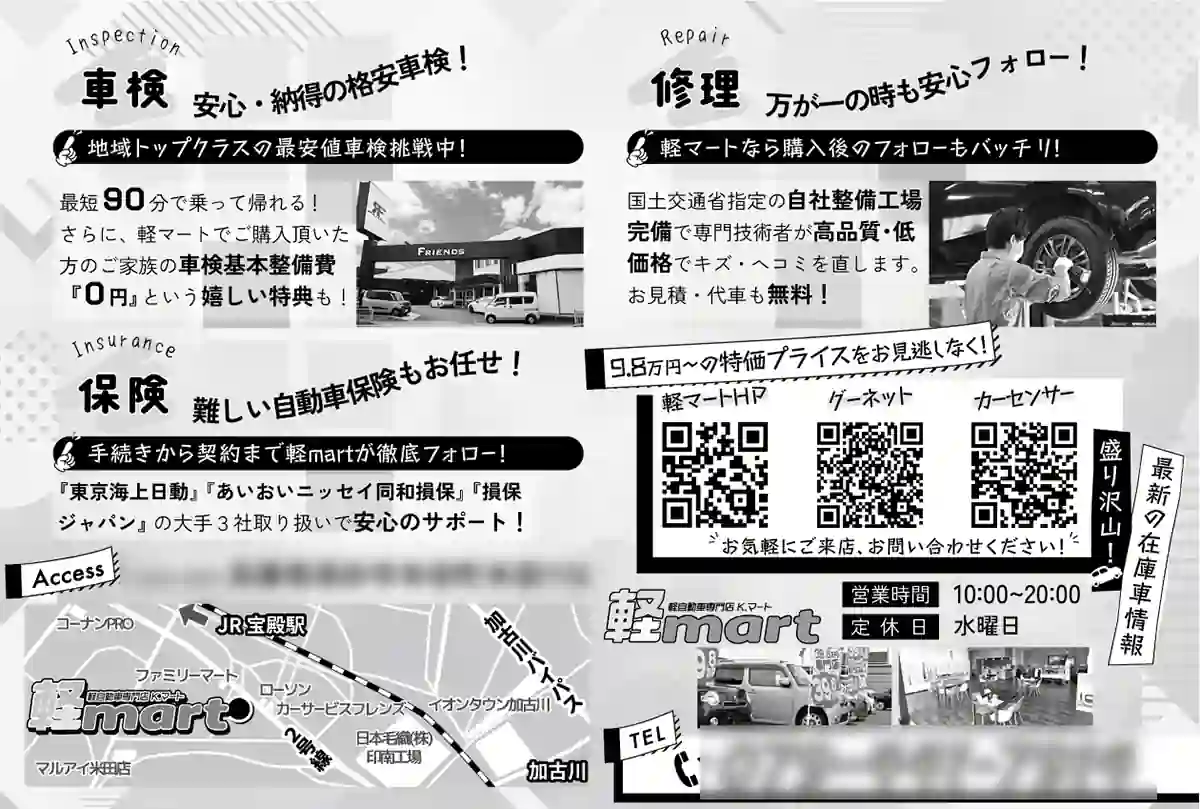 Inspection
車検
安心・納得の格安車検！
地域トップクラスの最安値車検挑戦中！
最短90分で乗って帰れる！
さらに、軽マートでご購入頂いた
方のご家族の車検基本整備費
『0円』という嬉しい特典も！
FRIENDS
Insurance
保険
難しい自動車保険もお任せ！
手続きから契約まで軽martが徹底フォロー！
『東京海上日動』『あいおいニッセイ同和損保』『損保
ジャパン』の大手３社取り扱いで安心のサポート！
Access
コーナンPRO
JR 宝殿駅
加古川バイパス
ファミリーマート
軽自動車専門店 K.マート
軽mart
ローソン
カーサービスフレンズ
イオンタウン加古川
2号線
日本毛織(株)
印南工場
マルアイ米田店
加古川
Repair
修理
万が一の時も安心フォロー！
軽マートなら購入後のフォローもバッチリ！
国土交通省指定の自社整備工場
完備で専門技術者が高品質・低
価格でキズ・ヘコミを直します。
お見積・代車も無料！
9.8万円〜の特価プライスをお見逃しなく！
軽マートHP
グーネット
カーセンサー
お気軽にご来店、お問い合わせください！
最新の在庫車情報
盛り沢山！
軽自動車専門店 K.マート
軽mart
営業時間 10:00~20:00
定休日 水曜日
TEL